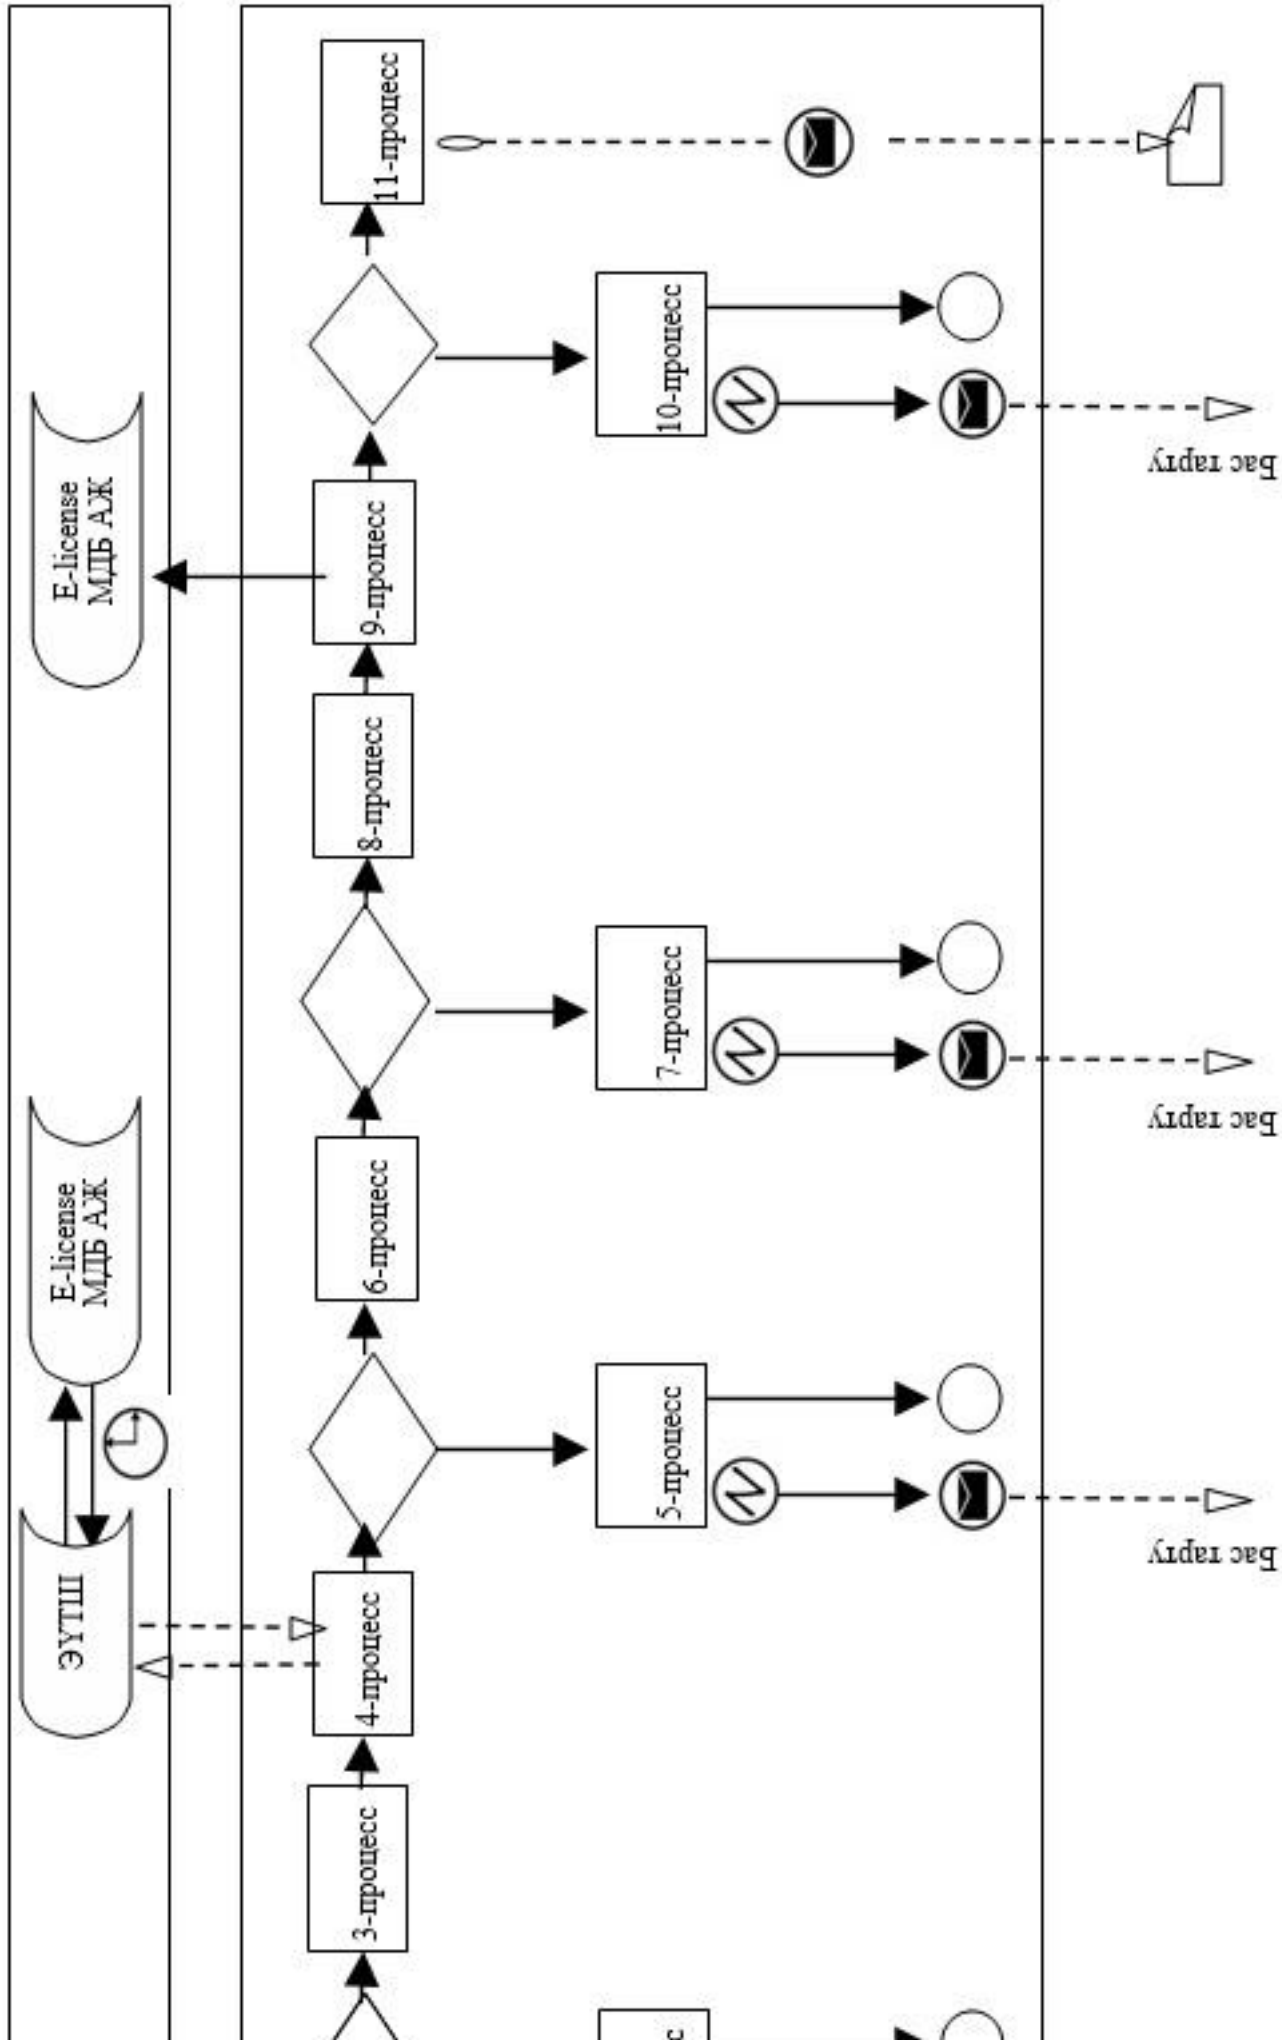 ЭҮТШ
E-license
МДБ АЖ
E-license
МДБ АЖ
3-процесс
4-процесс
6-процесс
8-процесс
9-процесс
11-процесс
5-процесс
7-процесс
10-процесс
Бас тарту
Бас тарту
Бас тарту